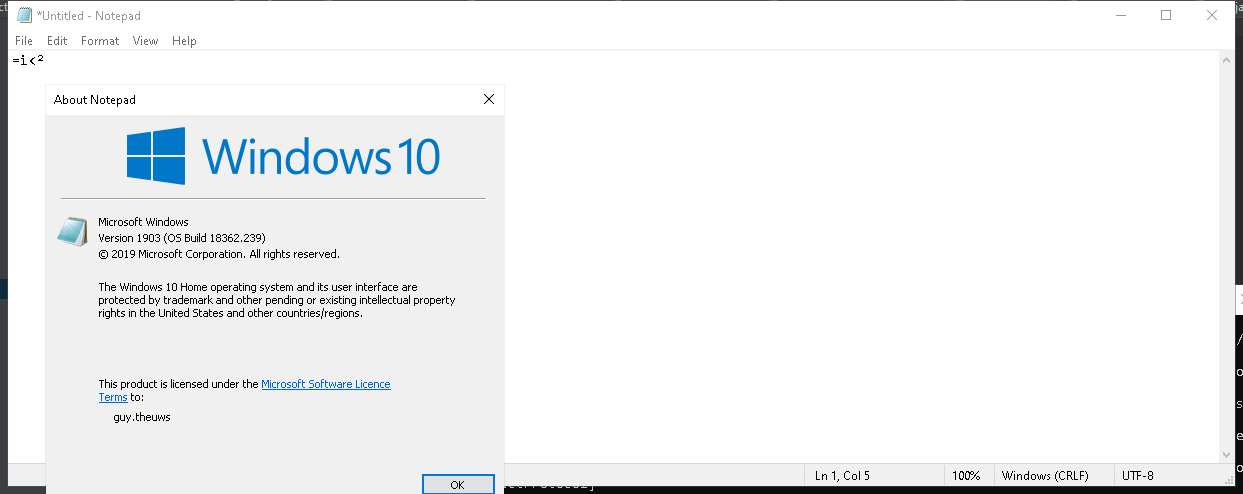 *Untitled - Notepad
File Edit Format View Help
=i<²
About Notepad
Windows 10
Microsoft Windows
Version 1903 (OS Build 18362.239)
© 2019 Microsoft Corporation. All rights reserved.
The Windows 10 Home operating system and its user interface are
protected by trademark and other pending or existing intellectual property
rights in the United States and other countries/regions.
This product is licensed under the Microsoft Software Licence
Terms to:
guy.theuws
OK
Ln 1, Col 5 100% Windows (CRLF) UTF-8